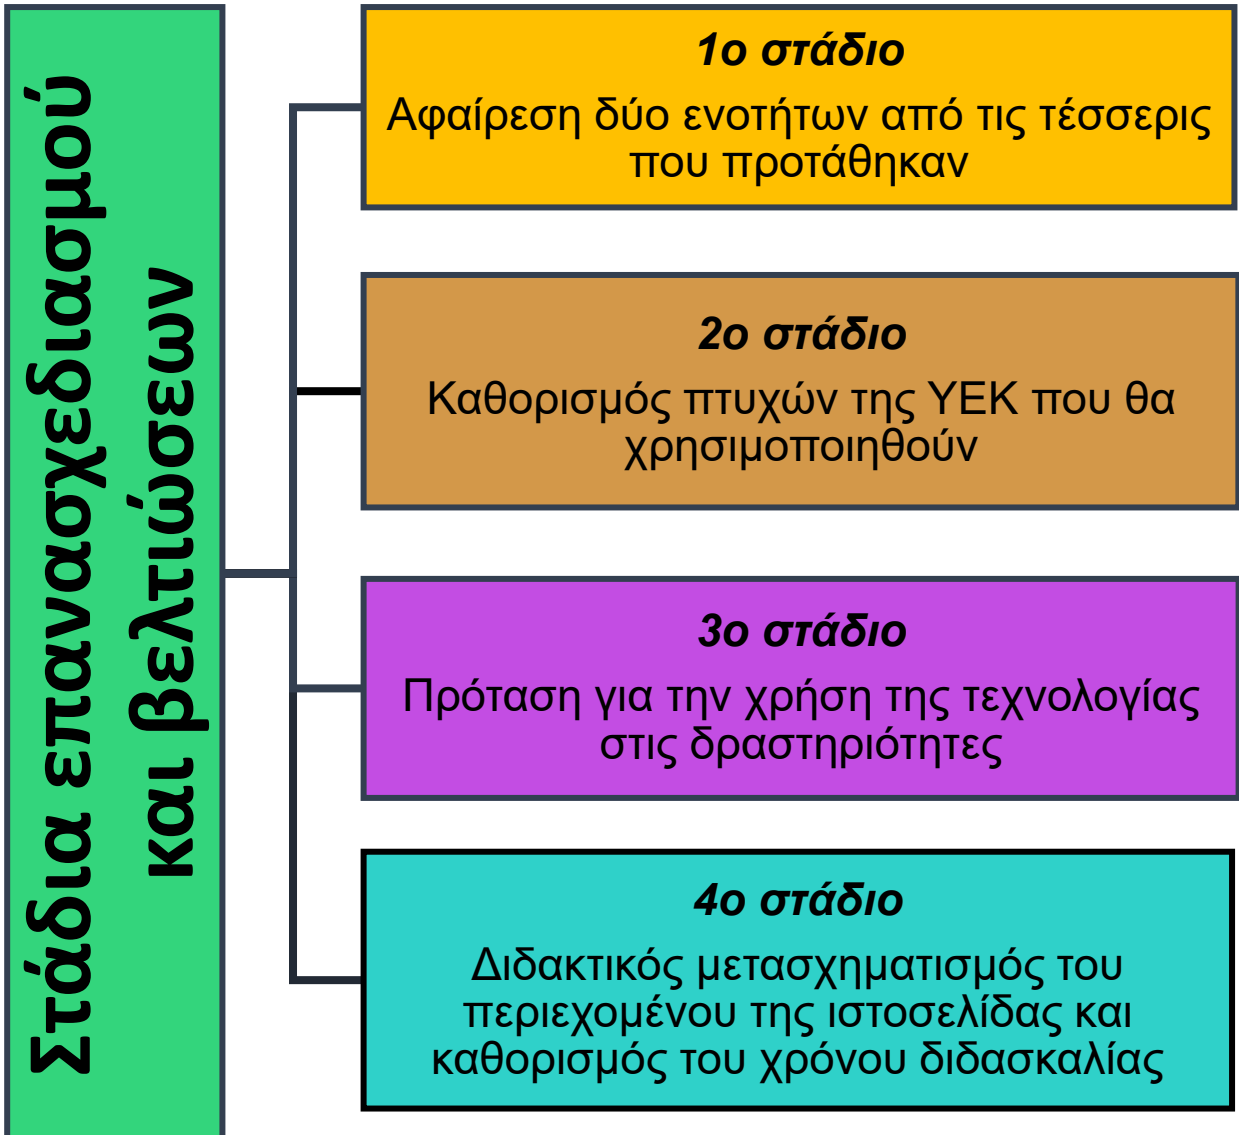 Στάδια επανασχεδιασμού
και βελτιώσεων
1ο στάδιο
Αφαίρεση δύο ενοτήτων από τις τέσσερις
που προτάθηκαν
2ο στάδιο
Καθορισμός πτυχών της ΥΕΚ που θα
χρησιμοποιηθούν
3ο στάδιο
Πρόταση για την χρήση της τεχνολογίας
στις δραστηριότητες
4ο στάδιο
Διδακτικός μετασχηματισμός του
περιεχομένου της ιστοσελίδας και
καθορισμός του χρόνου διδασκαλίας